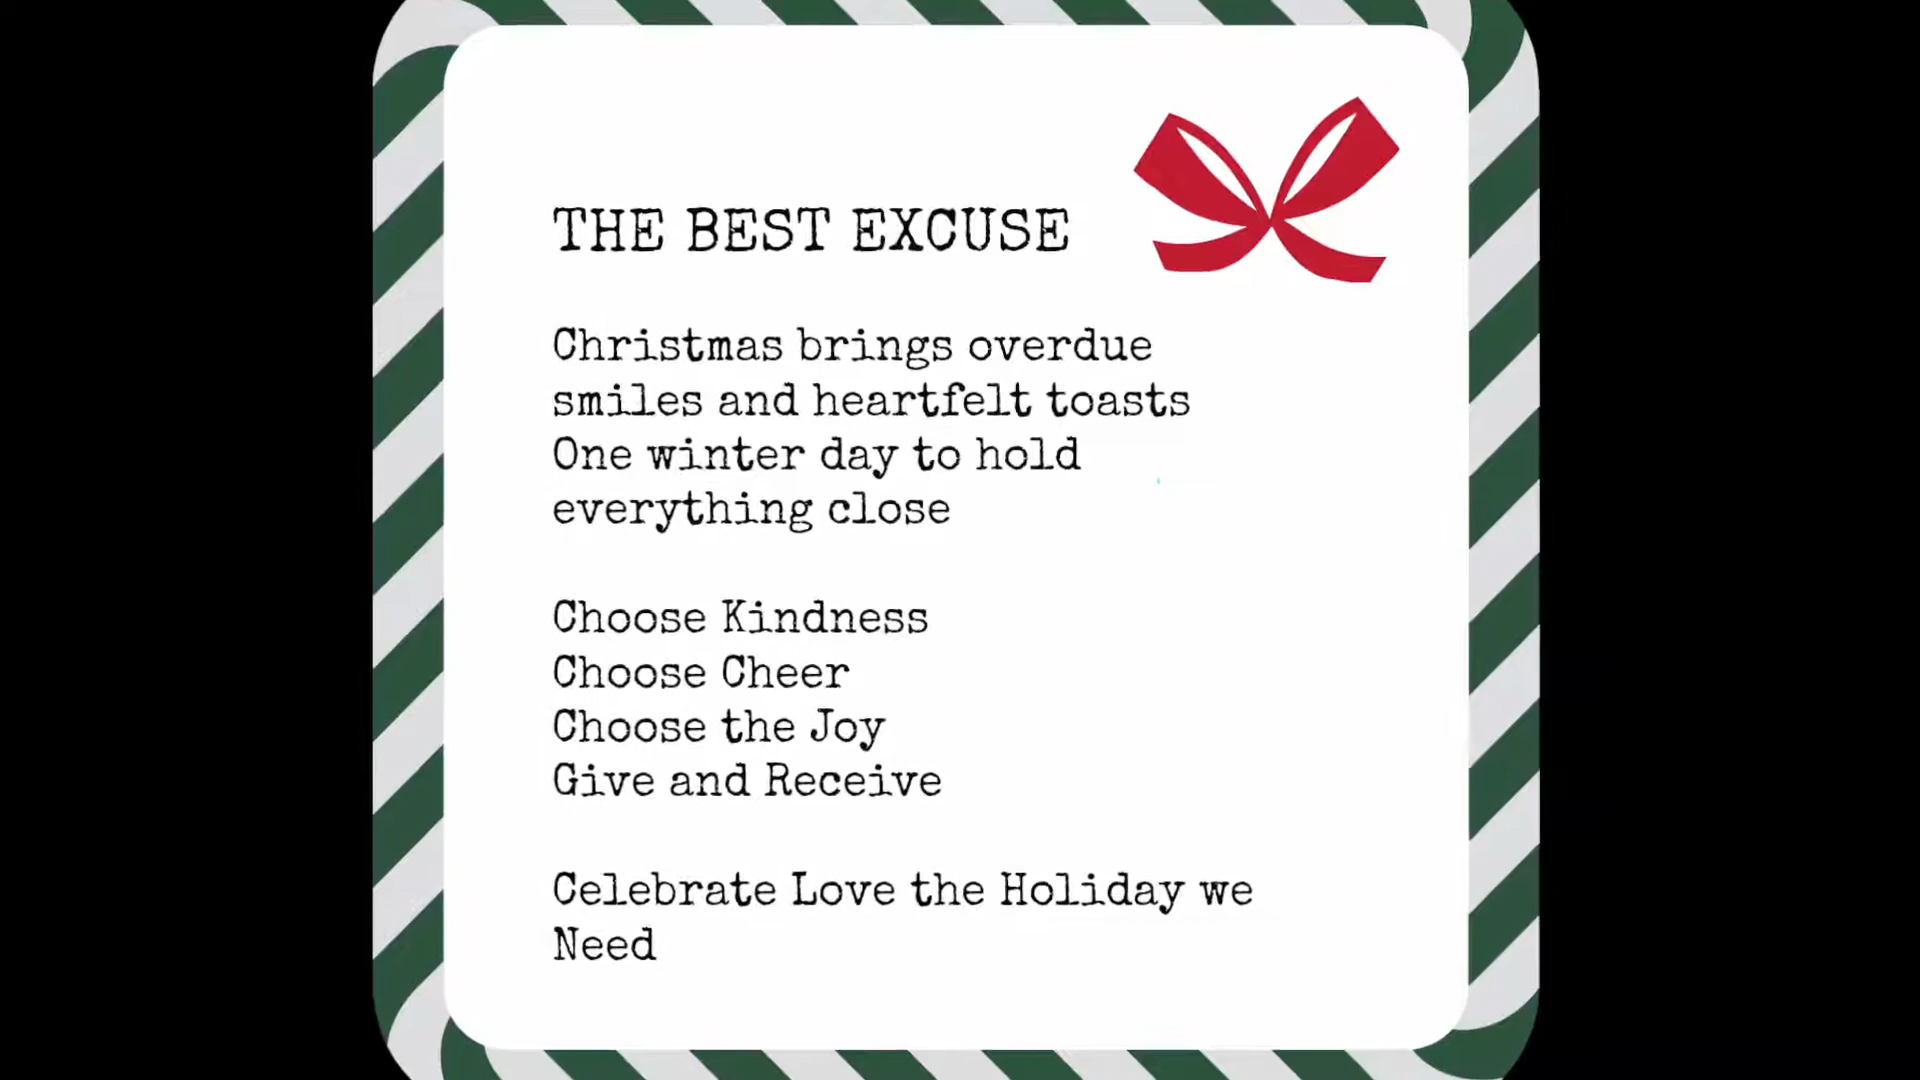 THE BEST EXCUSE
Christmas brings overdue
smiles and heartfelt toasts
One winter day to hold
everything close
Choose Kindness
Choose Cheer
Choose the Joy
Give and Receive
Celebrate Love the Holiday we
Need